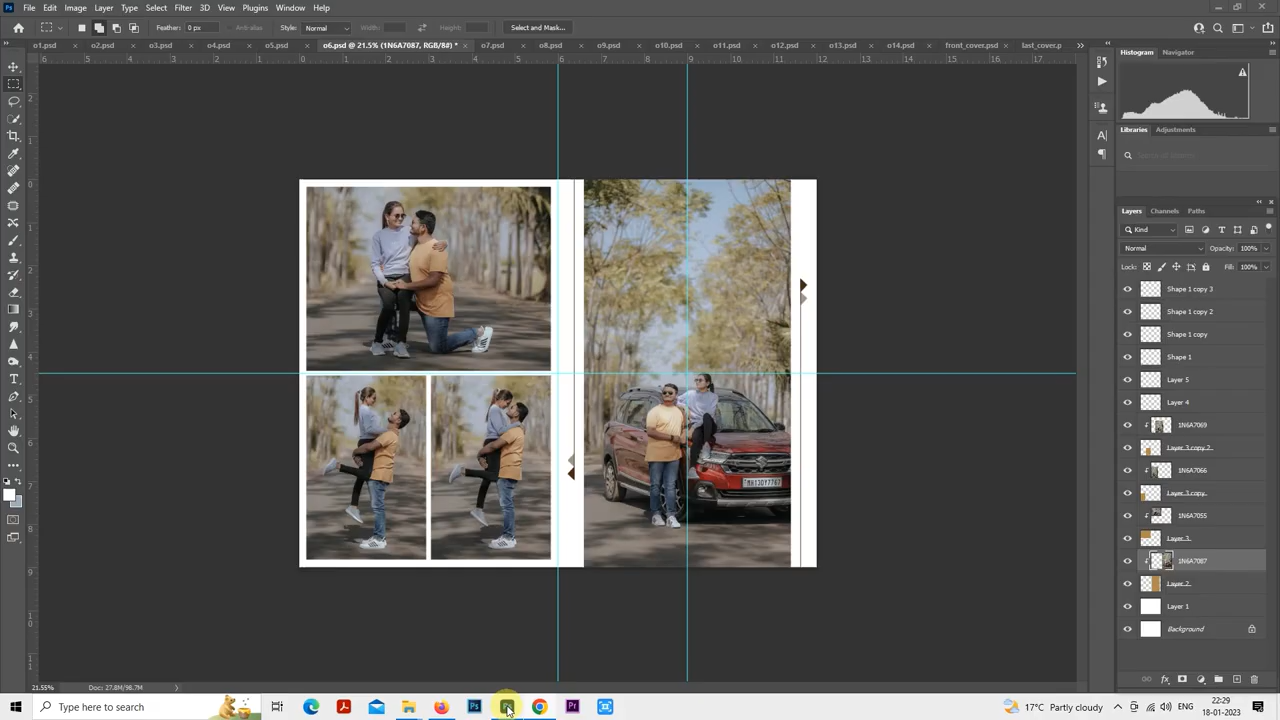 File Edit Image Layer Type Select Filter 3D View Plugins Window Help
Feather: 0 px Anti-alias Style: Normal Width: Height: Select and Mask...
o1.psd o2.psd o3.psd o4.psd o5.psd o6.psd @ 21.5% (1N6A7087, RGB/8#) * × o7.psd o8.psd o9.psd o10.psd o11.psd o12.psd o13.psd o14.psd front_cover.psd last_cover.p
Histogram Navigator
Libraries Adjustments
Layers Channels Paths
Kind
Normal Opacity: 100%
Lock: Fill: 100%
Shape 1 copy 3
Shape 1 copy 2
Shape 1 copy
Shape 1
Layer 5
Layer 4
1N6A7069
Layer 3 copy 2
1N6A7066
Layer 3 copy
1N6A7055
Layer 3
1N6A7087
Layer 2
Layer 1
Background
21.55% Doc: 27.8M/96.7M
Type here to search
17°C Partly cloudy ENG 22:29
18-01-2023